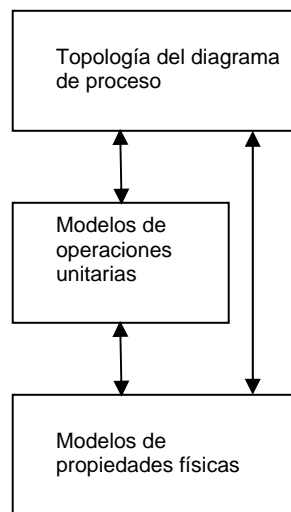 Topología del diagrama
de proceso
Modelos de
operaciones
unitarias
Modelos de
propiedades físicas